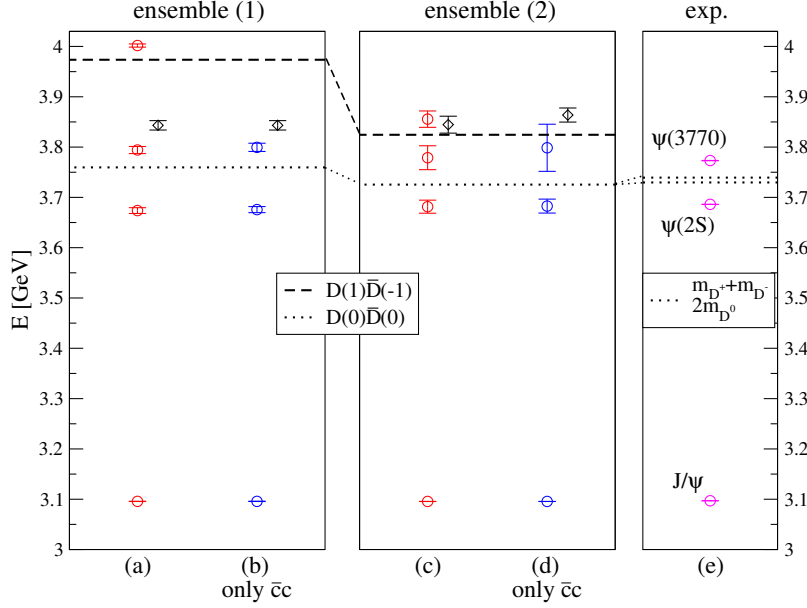 ensemble (1) ensemble (2) exp.
4 4
3.9 3.9
3.8 3.8
ψ(3770)
3.7 3.7
ψ(2S)
3.6 3.6
E [GeV]
D(1)D̄(-1)
D(0)D̄(0)
m_D⁺+m_D⁻
2m_D⁰
3.5 3.5
3.4 3.4
3.3 3.3
3.2 3.2
J/ψ
3.1 3.1
3 3
(a) (b) (c) (d) (e)
only c̄c only c̄c